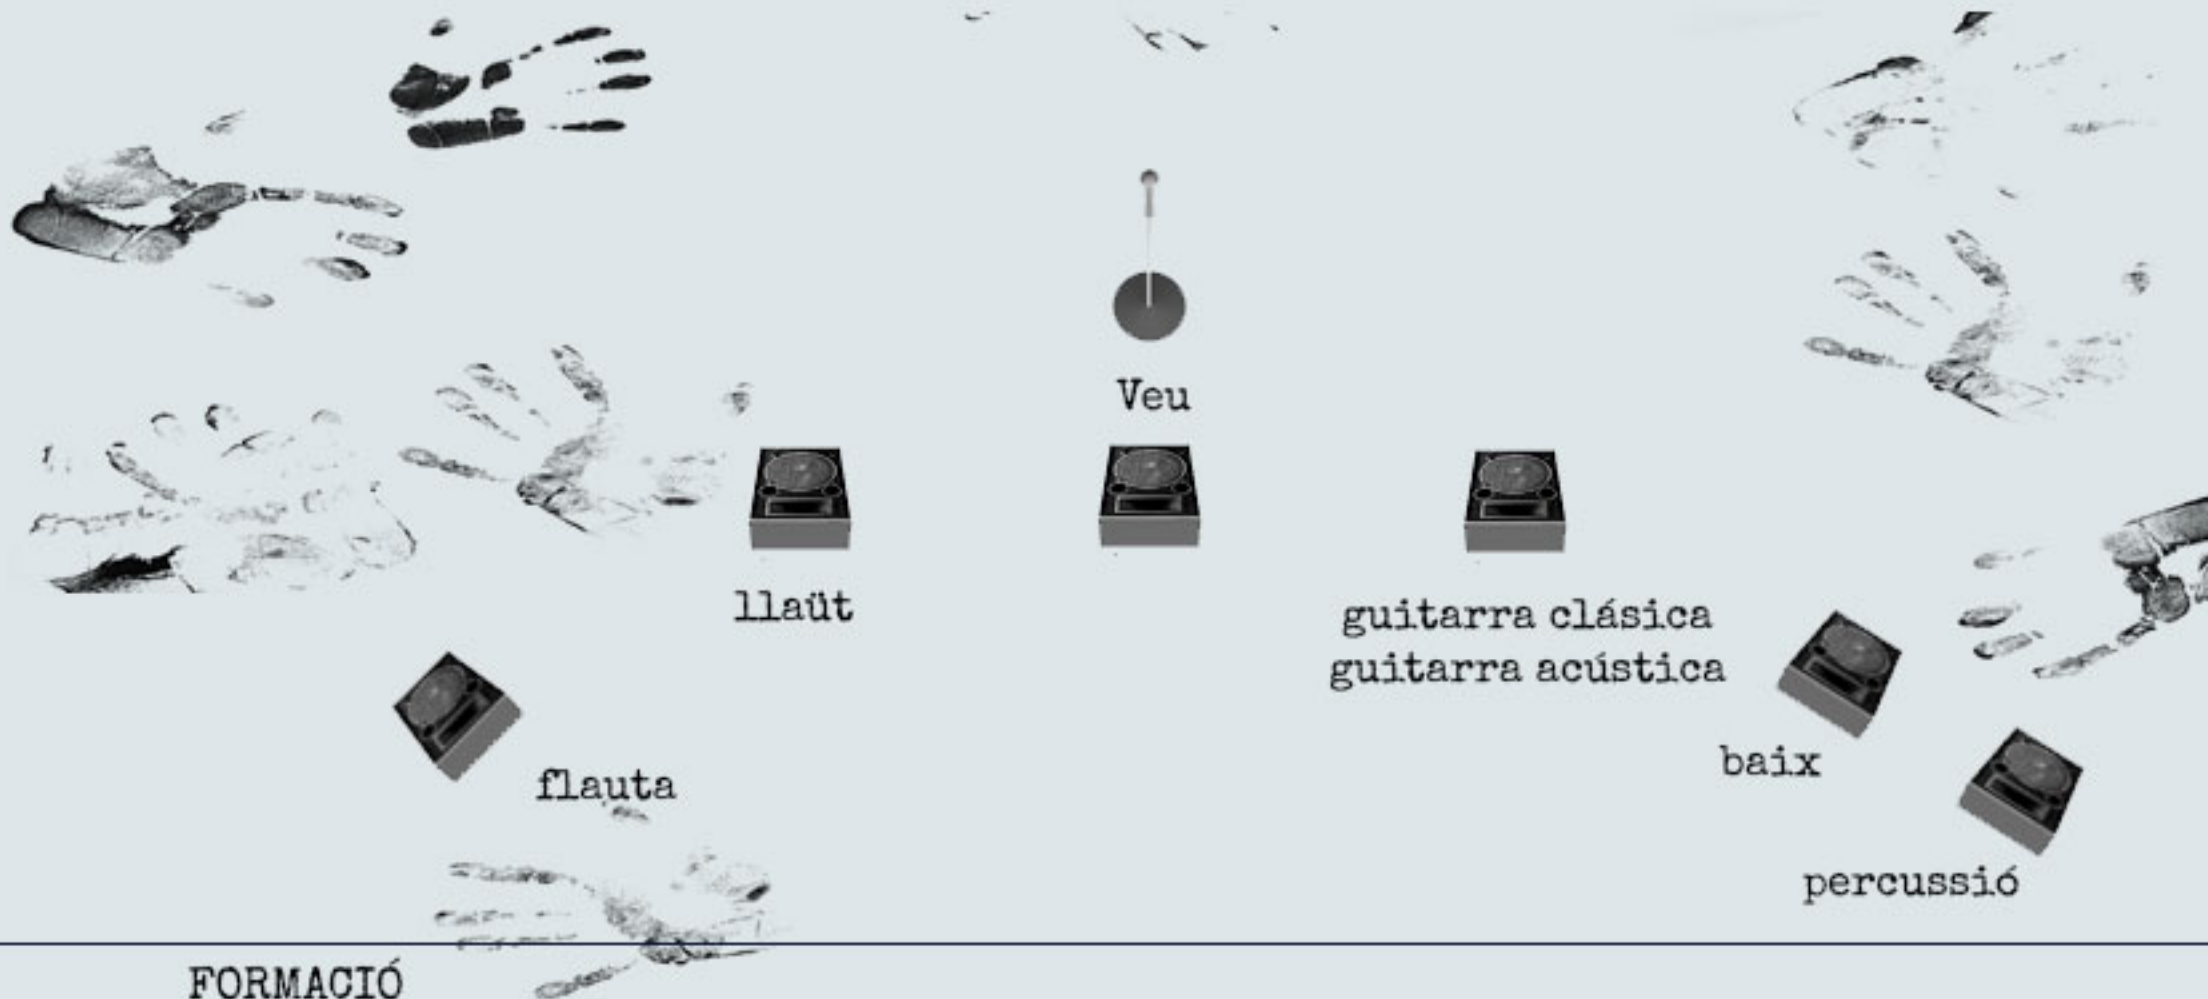 Veu
llaüt
guitarra clásica
guitarra acústica
baix
flauta
percussió
FORMACIÓ